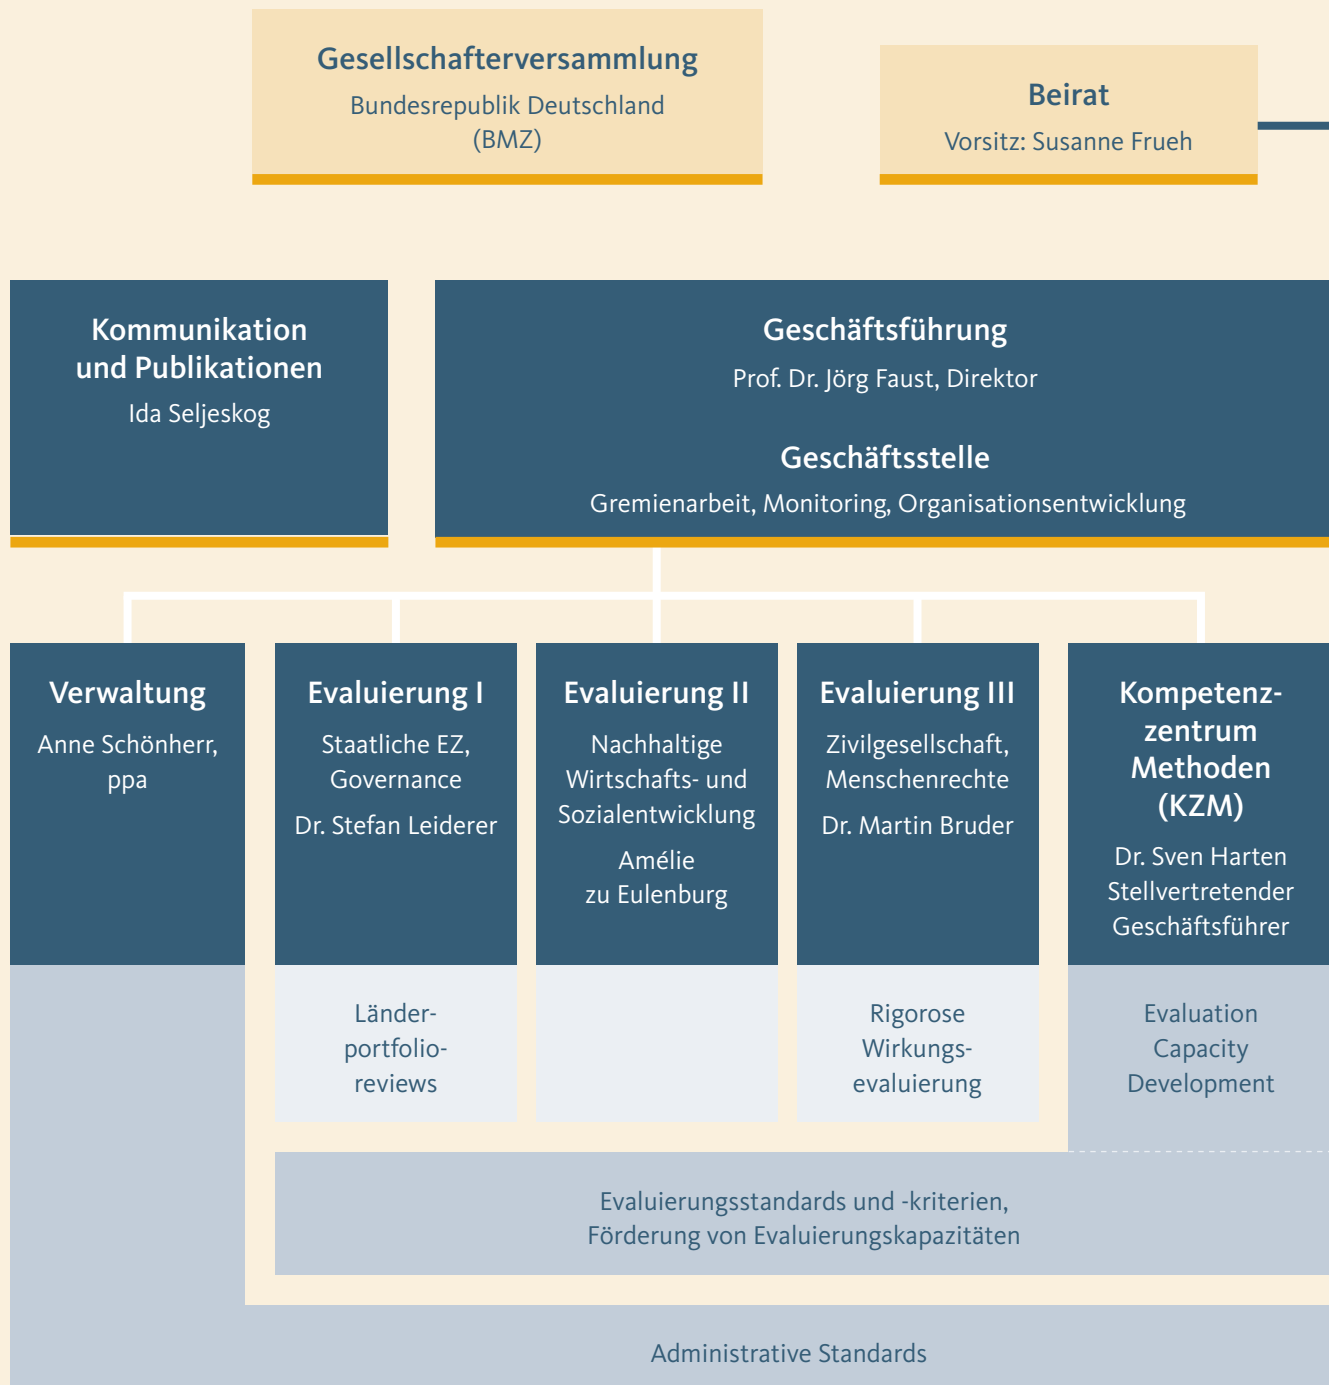 Gesellschafterversammlung
Bundesrepublik Deutschland
(BMZ)
Beirat
Vorsitz: Susanne Frueh
Kommunikation
und Publikationen
Ida Seljeskog
Geschäftsführung
Prof. Dr. Jörg Faust, Direktor
Geschäftsstelle
Gremienarbeit, Monitoring, Organisationsentwicklung
Verwaltung
Anne Schönherr,
ppa
Evaluierung I
Staatliche EZ,
Governance
Dr. Stefan Leiderer
Evaluierung II
Nachhaltige
Wirtschafts- und
Sozialentwicklung
Amélie
zu Eulenburg
Evaluierung III
Zivilgesellschaft,
Menschenrechte
Dr. Martin Bruder
Kompetenz-
zentrum
Methoden
(KZM)
Dr. Sven Harten
Stellvertretender
Geschäftsführer
Länder-
portfolio-
reviews
Rigorose
Wirkungs-
evaluierung
Evaluation
Capacity
Development
Evaluierungsstandards und -kriterien,
Förderung von Evaluierungskapazitäten
Administrative Standards